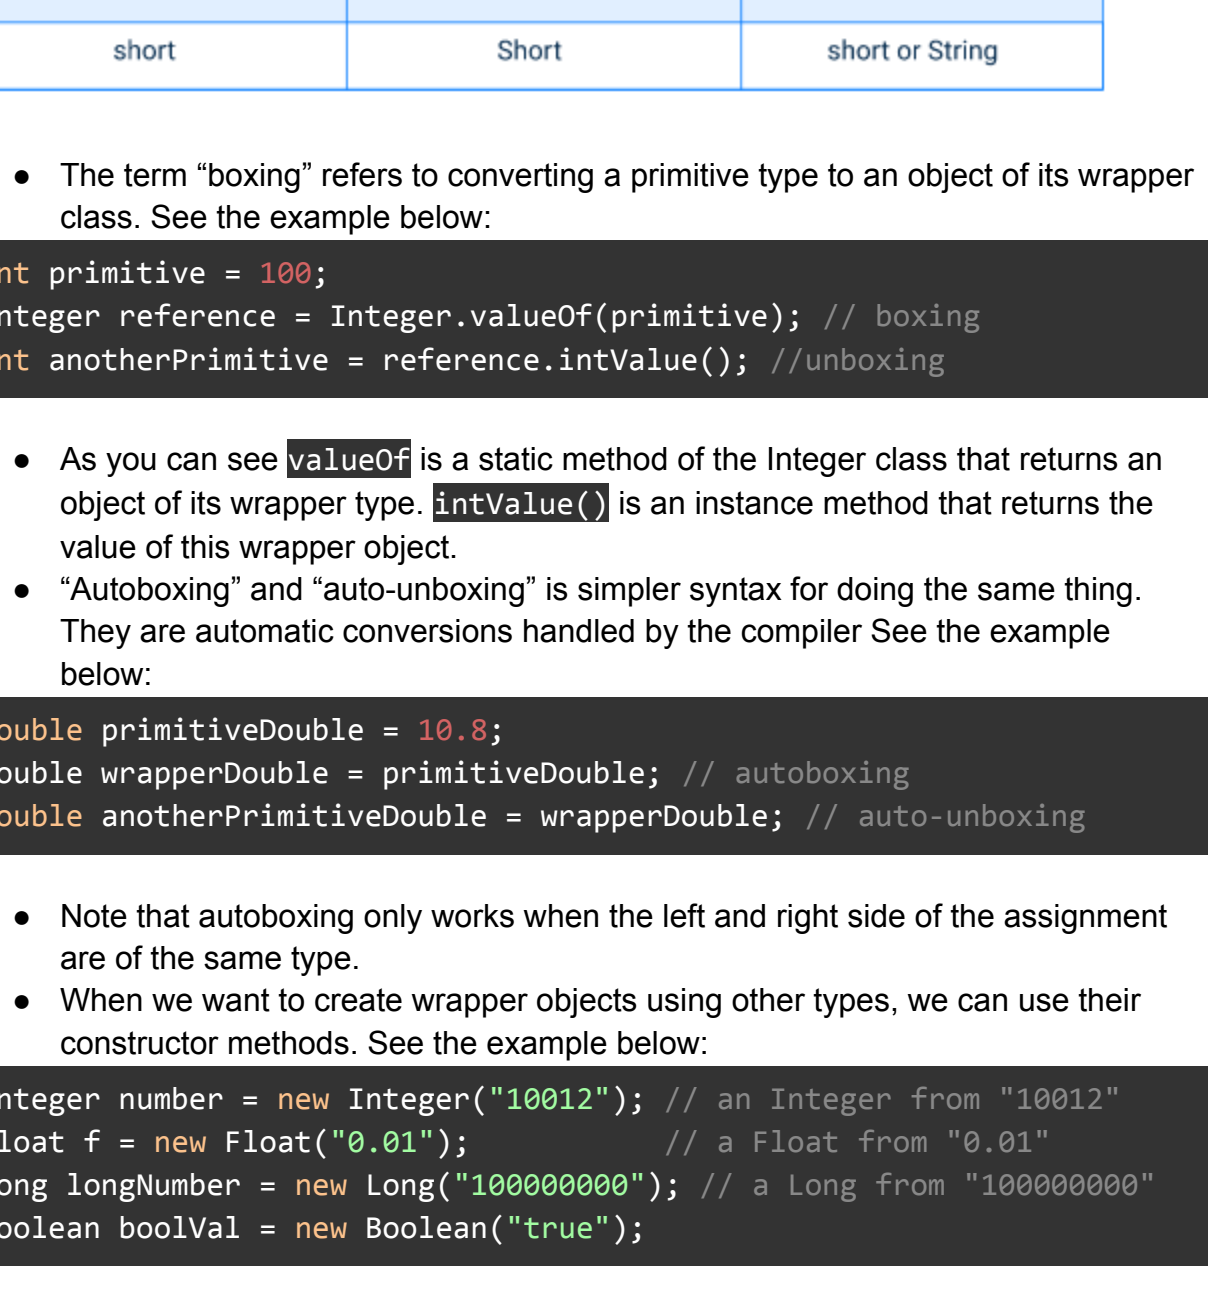 short Short short or String
● The term “boxing” refers to converting a primitive type to an object of its wrapper
class. See the example below:
nt primitive = 100;
nteger reference = Integer.valueOf(primitive); // boxing
nt anotherPrimitive = reference.intValue(); //unboxing
● As you can see valueOf is a static method of the Integer class that returns an
object of its wrapper type. intValue() is an instance method that returns the
value of this wrapper object.
● “Autoboxing” and “auto-unboxing” is simpler syntax for doing the same thing.
They are automatic conversions handled by the compiler See the example
below:
ouble primitiveDouble = 10.8;
ouble wrapperDouble = primitiveDouble; // autoboxing
ouble anotherPrimitiveDouble = wrapperDouble; // auto-unboxing
● Note that autoboxing only works when the left and right side of the assignment
are of the same type.
● When we want to create wrapper objects using other types, we can use their
constructor methods. See the example below:
nteger number = new Integer("10012"); // an Integer from "10012"
loat f = new Float("0.01"); // a Float from "0.01"
ong longNumber = new Long("100000000"); // a Long from "100000000"
oolean boolVal = new Boolean("true");